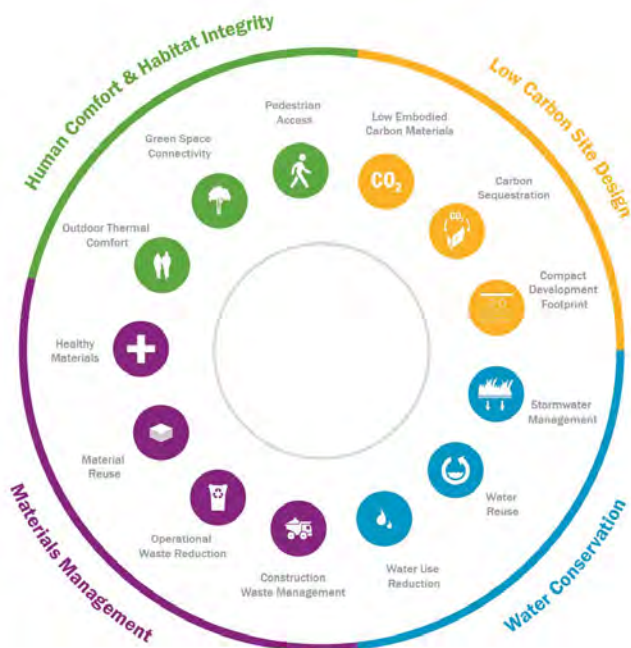 Human Comfort & Habitat Integrity
Low Carbon Site Design
Pedestrian
Access
Low Embodied
Carbon Materials
CO₂
Green Space
Connectivity
Carbon
Sequestration
CO₂
Outdoor Thermal
Comfort
Compact
Development
Footprint
Healthy
Materials
Stormwater
Management
Material
Reuse
Water
Reuse
Operational
Waste Reduction
Construction
Waste Management
Water Use
Reduction
Materials Management
Water Conservation